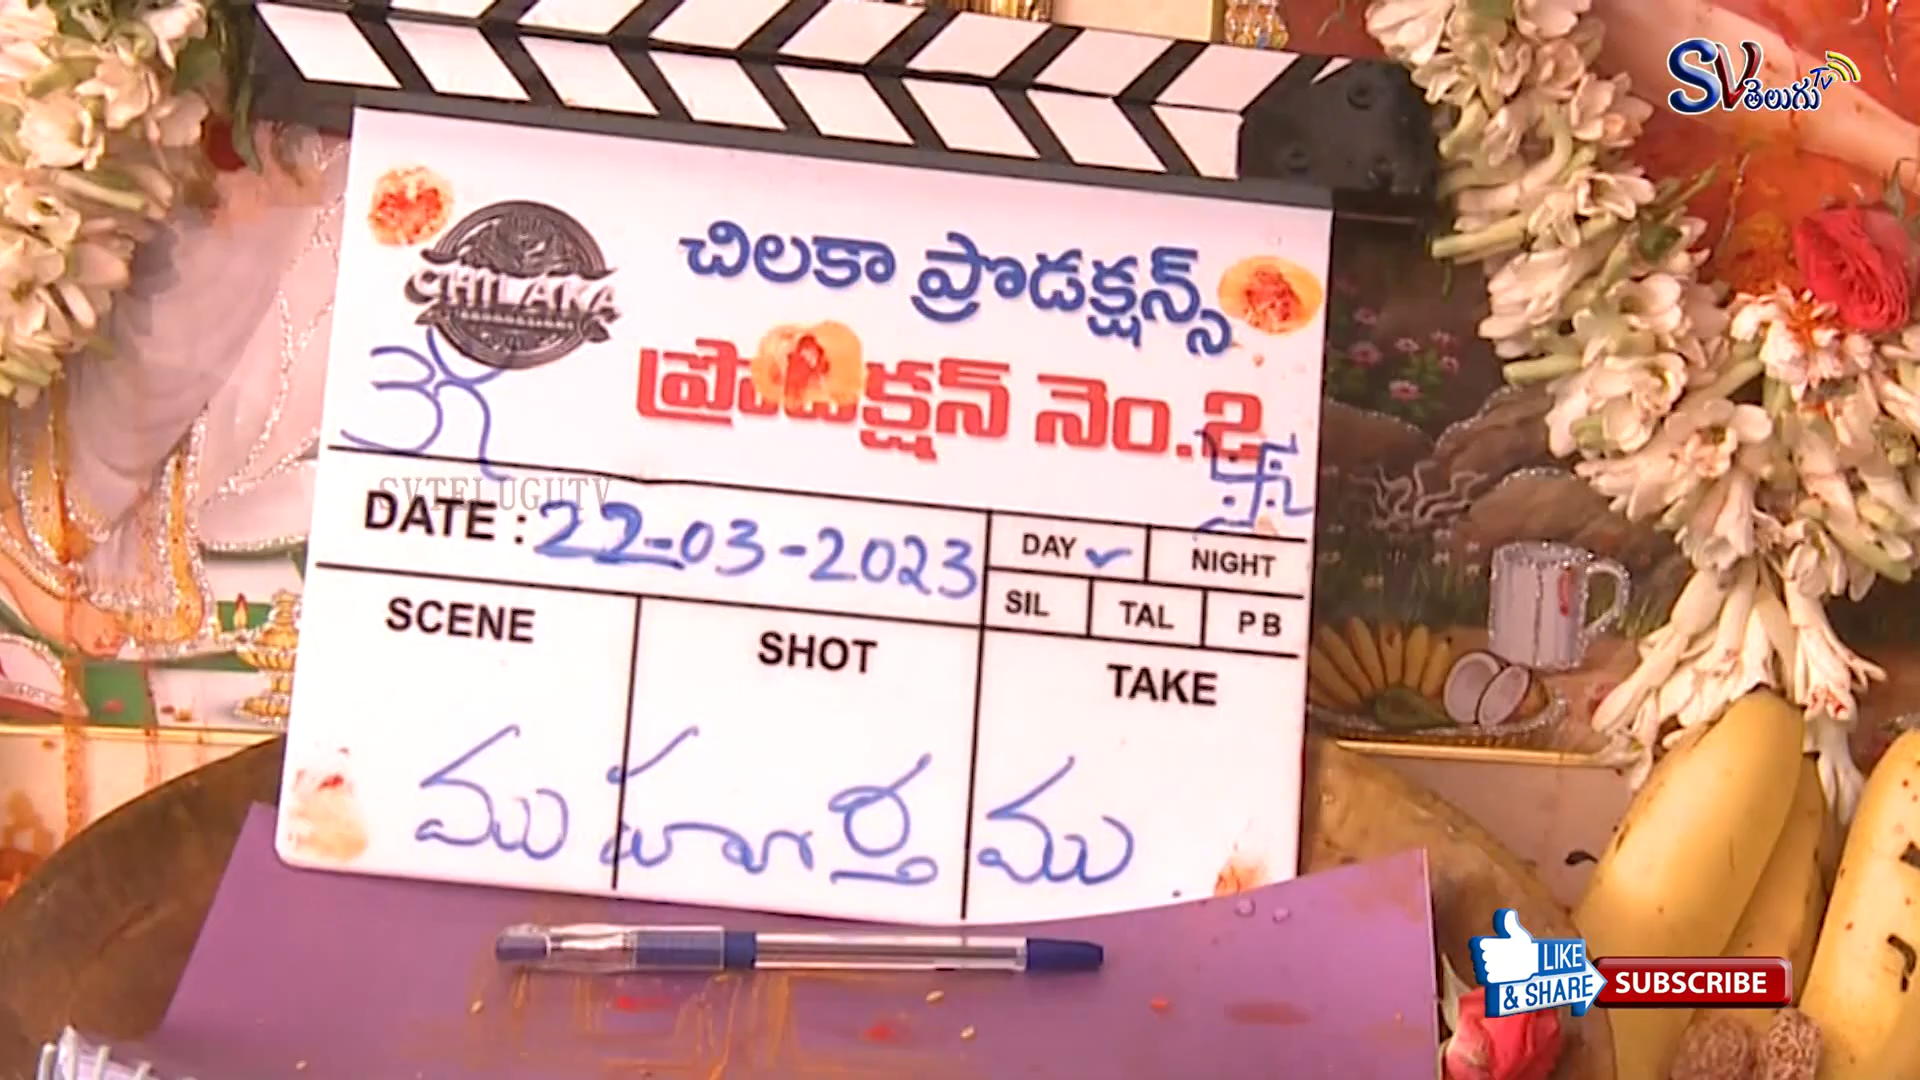 SV తెలుగు TV
CHILAKA
చిలకా ప్రొడక్షన్స్
ప్రొడక్షన్ నెం.2
SVTELUGUTV
DATE : 22-03-2023
DAY ✓ NIGHT
SIL TAL P B
SCENE SHOT TAKE
ముహూర్తము
LIKE
& SHARE
SUBSCRIBE